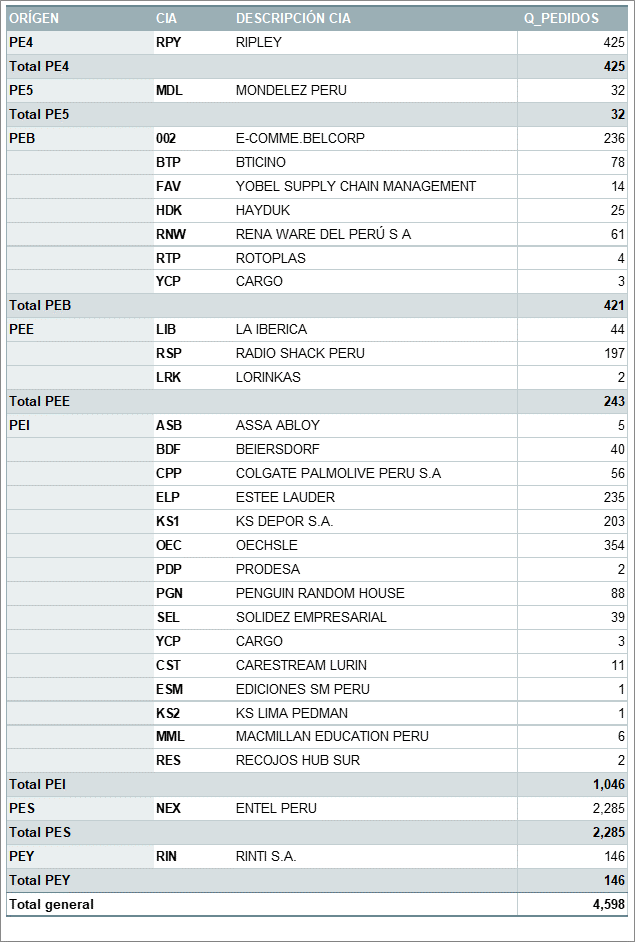 ORÍGEN CIA DESCRIPCIÓN CIA Q_PEDIDOS
PE4 RPY RIPLEY 425
Total PE4 425
PE5 MDL MONDELEZ PERU 32
Total PE5 32
PEB 002 E-COMME.BELCORP 236
BTP BTICINO 78
FAV YOBEL SUPPLY CHAIN MANAGEMENT 14
HDK HAYDUK 25
RNW RENA WARE DEL PERÚ S A 61
RTP ROTOPLAS 4
YCP CARGO 3
Total PEB 421
PEE LIB LA IBERICA 44
RSP RADIO SHACK PERU 197
LRK LORINKAS 2
Total PEE 243
PEI ASB ASSA ABLOY 5
BDF BEIERSDORF 40
CPP COLGATE PALMOLIVE PERU S.A 56
ELP ESTEE LAUDER 235
KS1 KS DEPOR S.A. 203
OEC OECHSLE 354
PDP PRODESA 2
PGN PENGUIN RANDOM HOUSE 88
SEL SOLIDEZ EMPRESARIAL 39
YCP CARGO 3
CST CARESTREAM LURIN 11
ESM EDICIONES SM PERU 1
KS2 KS LIMA PEDMAN 1
MML MACMILLAN EDUCATION PERU 6
RES RECOJOS HUB SUR 2
Total PEI 1,046
PES NEX ENTEL PERU 2,285
Total PES 2,285
PEY RIN RINTI S.A. 146
Total PEY 146
Total general 4,598